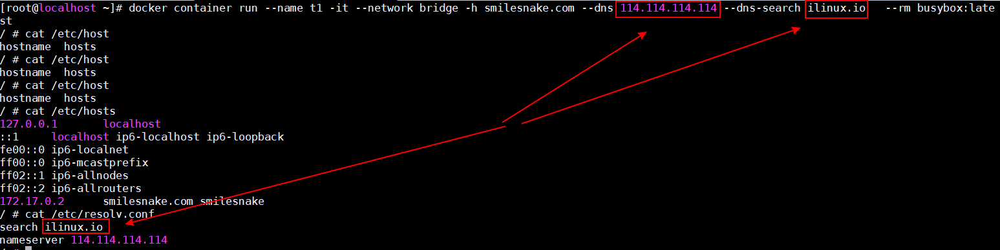 [root@localhost ~]# docker container run --name t1 -it --network bridge -h smilesnake.com --dns 114.114.114.114 --dns-search ilinux.io   --rm busybox:late
st
/ # cat /etc/host
hostname  hosts
/ # cat /etc/host
hostname  hosts
/ # cat /etc/host
hostname  hosts
/ # cat /etc/hosts
127.0.0.1       localhost
::1     localhost ip6-localhost ip6-loopback
fe00::0 ip6-localnet
ff00::0 ip6-mcastprefix
ff02::1 ip6-allnodes
ff02::2 ip6-allrouters
172.17.0.2      smilesnake.com smilesnake
/ # cat /etc/resolv.conf
search ilinux.io
nameserver 114.114.114.114
/ #